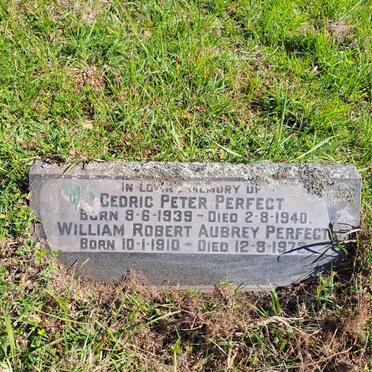 IN LOVING MEMORY OF
CEDRIC PETER PERFECT
BORN 8-6-1939 - DIED 2-8-1940.
WILLIAM ROBERT AUBREY PERFECT
BORN 10-1-1910 - DIED 12-8-197